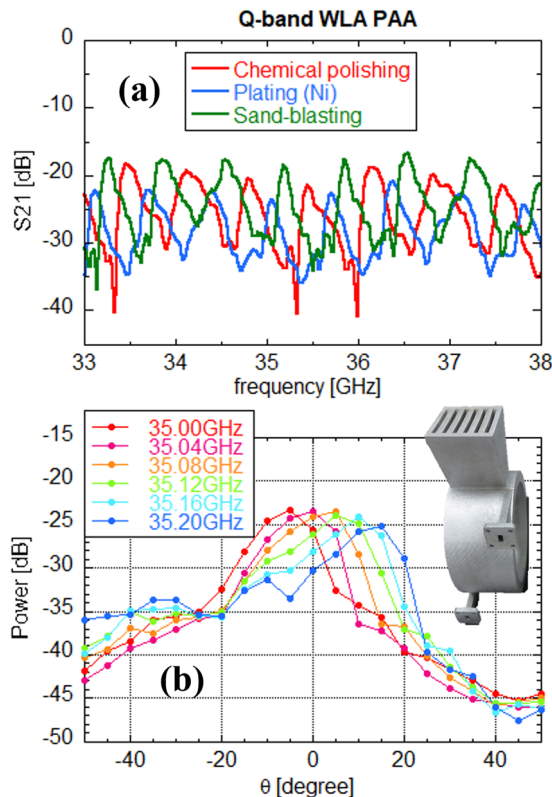 Q-band WLA PAA
0
-10
-20
-30
-40
S21 [dB]
(a)
Chemical polishing
Plating (Ni)
Sand-blasting
33
34
35
36
37
38
frequency [GHz]
35.00GHz
35.04GHz
35.08GHz
35.12GHz
35.16GHz
35.20GHz
-15
-20
-25
-30
-35
-40
-45
-50
Power [dB]
(b)
-40
-20
0
20
40
θ [degree]